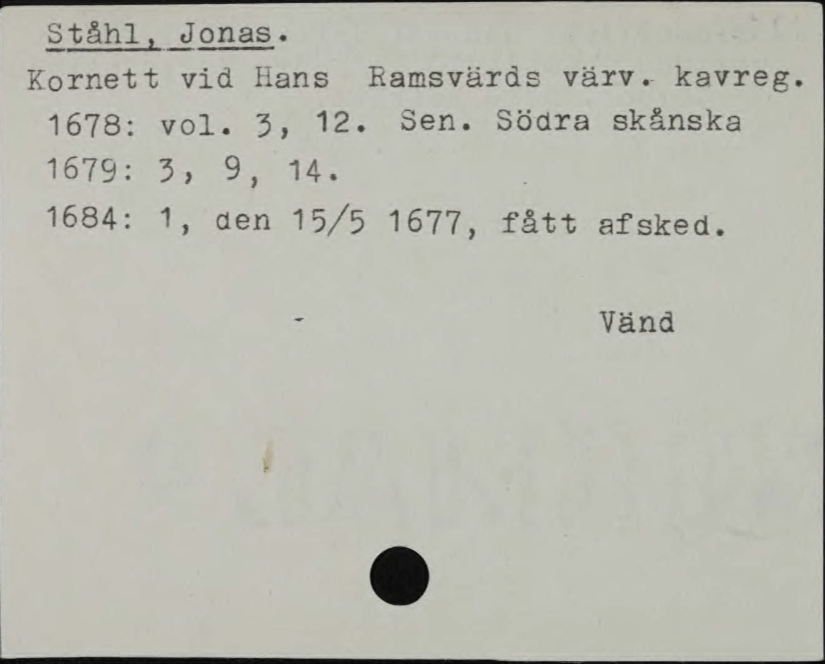 Ståhl, Jonas.
Kornett vid Hans Ramsvärds värv. kavreg.
1678: vol. 3, 12. Sen. Södra skånska
1679: 3, 9, 14.
1684: 1, den 15/5 1677, fått afsked.
Vänd